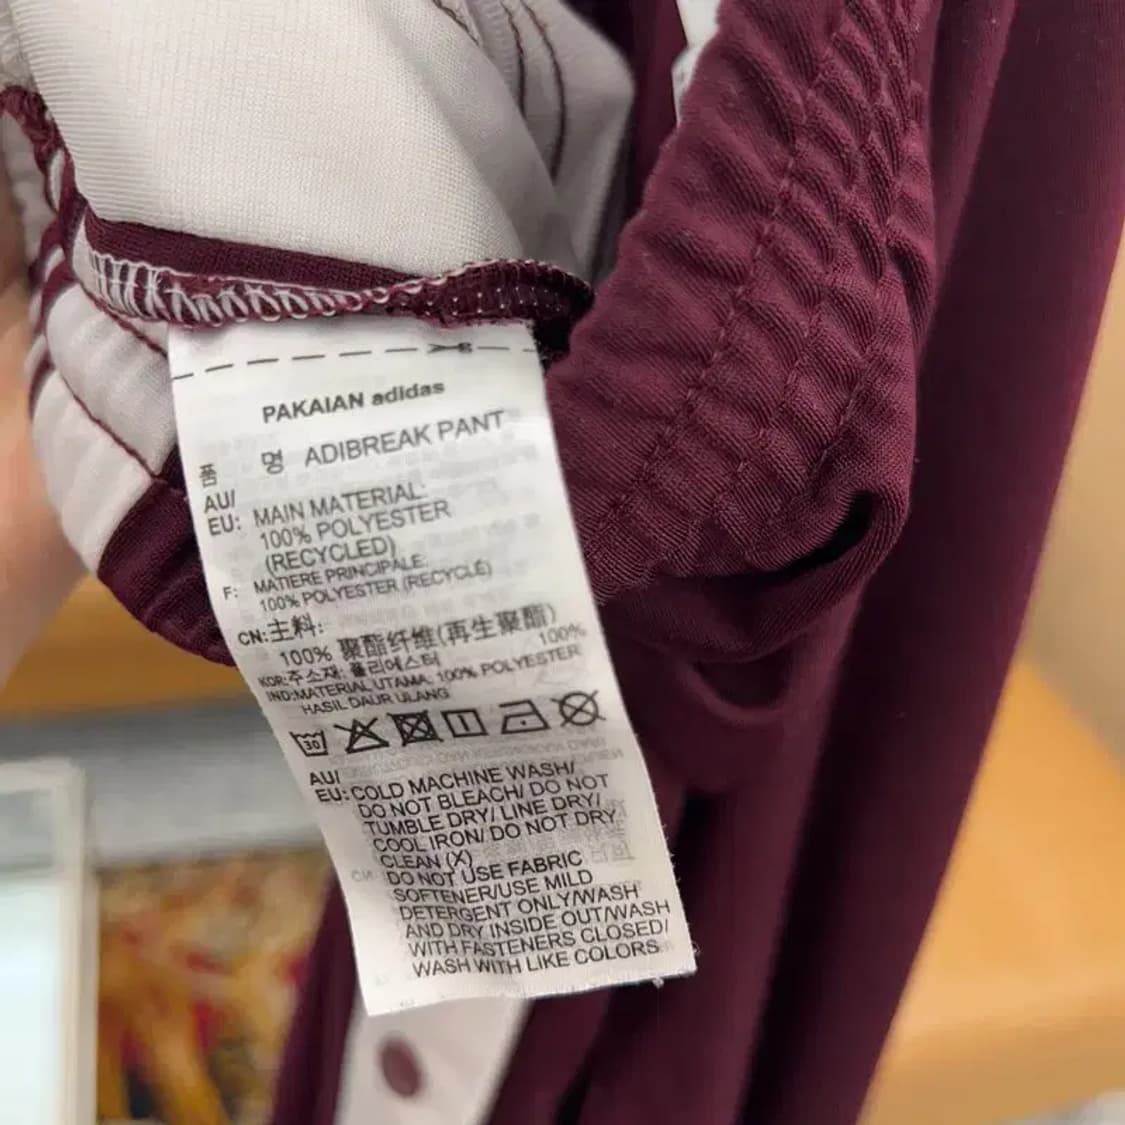 PAKAIAN adidas
품 명 ADIBREAK PANT
AU/
EU: MAIN MATERIAL:
100% POLYESTER
(RECYCLED)
F: MATIERE PRINCIPALE:
100% POLYESTER (RECYCLÉ)
CN:主料:
100% 聚酯纤维(再生聚酯)
KOR:주소재: 폴리에스터 100%
IND:MATERIAL UTAMA: 100% POLYESTER
HASIL DAUR ULANG
30
AU/
EU: COLD MACHINE WASH/
DO NOT BLEACH/ DO NOT
TUMBLE DRY/ LINE DRY/
COOL IRON/ DO NOT DRY
CLEAN (X)
DO NOT USE FABRIC
SOFTENER/USE MILD
DETERGENT ONLY/WASH
AND DRY INSIDE OUT/WASH
WITH FASTENERS CLOSED/
WASH WITH LIKE COLORS